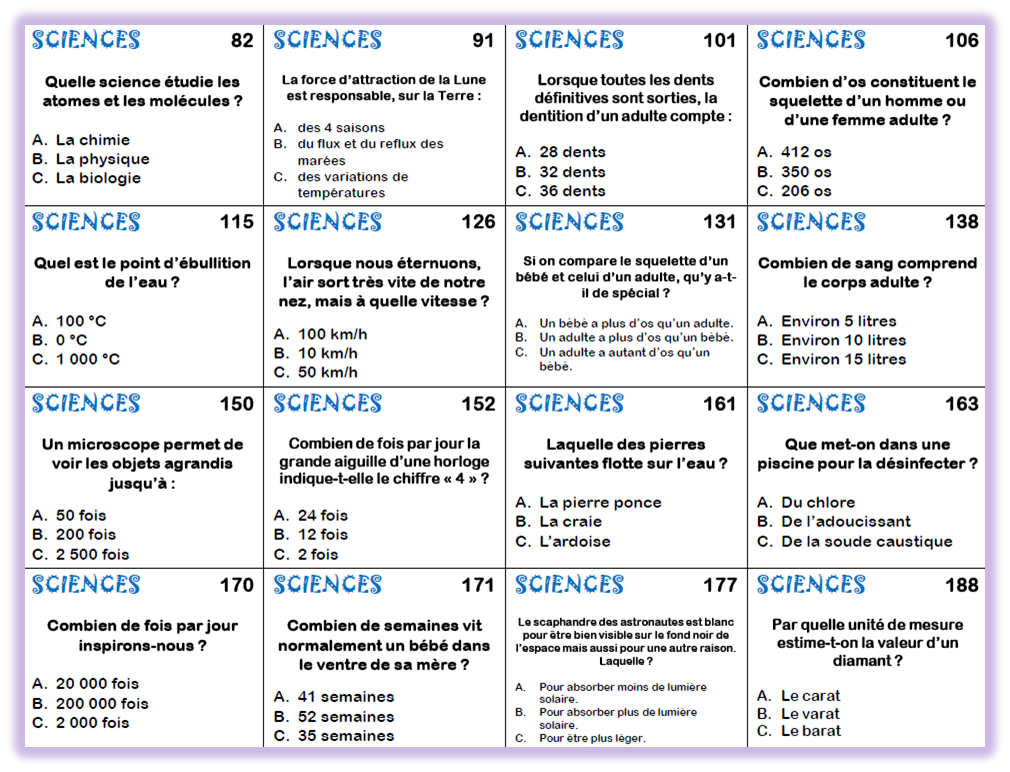 SCIENCES 82
Quelle science étudie les
atomes et les molécules ?
A. La chimie
B. La physique
C. La biologie
SCIENCES 91
La force d'attraction de la Lune
est responsable, sur la Terre :
A. des 4 saisons
B. du flux et du reflux des
marées
C. des variations de
températures
SCIENCES 101
Lorsque toutes les dents
définitives sont sorties, la
dentition d'un adulte compte :
A. 28 dents
B. 32 dents
C. 36 dents
SCIENCES 106
Combien d'os constituent le
squelette d'un homme ou
d'une femme adulte ?
A. 412 os
B. 350 os
C. 206 os
SCIENCES 115
Quel est le point d'ébullition
de l'eau ?
A. 100 °C
B. 0 °C
C. 1 000 °C
SCIENCES 126
Lorsque nous éternuons,
l'air sort très vite de notre
nez, mais à quelle vitesse ?
A. 100 km/h
B. 10 km/h
C. 50 km/h
SCIENCES 131
Si on compare le squelette d'un
bébé et celui d'un adulte, qu'y a-t-
il de spécial ?
A. Un bébé a plus d'os qu'un adulte.
B. Un adulte a plus d'os qu'un bébé.
C. Un adulte a autant d'os qu'un
bébé.
SCIENCES 138
Combien de sang comprend
le corps adulte ?
A. Environ 5 litres
B. Environ 10 litres
C. Environ 15 litres
SCIENCES 150
Un microscope permet de
voir les objets agrandis
jusqu'à :
A. 50 fois
B. 200 fois
C. 2 500 fois
SCIENCES 152
Combien de fois par jour la
grande aiguille d'une horloge
indique-t-elle le chiffre « 4 » ?
A. 24 fois
B. 12 fois
C. 2 fois
SCIENCES 161
Laquelle des pierres
suivantes flotte sur l'eau ?
A. La pierre ponce
B. La craie
C. L'ardoise
SCIENCES 163
Que met-on dans une
piscine pour la désinfecter ?
A. Du chlore
B. De l'adoucissant
C. De la soude caustique
SCIENCES 170
Combien de fois par jour
inspirons-nous ?
A. 20 000 fois
B. 200 000 fois
C. 2 000 fois
SCIENCES 171
Combien de semaines vit
normalement un bébé dans
le ventre de sa mère ?
A. 41 semaines
B. 52 semaines
C. 35 semaines
SCIENCES 177
Le scaphandre des astronautes est blanc
pour être bien visible sur le fond noir de
l'espace mais aussi pour une autre raison.
Laquelle ?
A. Pour absorber moins de lumière
solaire.
B. Pour absorber plus de lumière
solaire.
C. Pour être plus léger.
SCIENCES 188
Par quelle unité de mesure
estime-t-on la valeur d'un
diamant ?
A. Le carat
B. Le varat
C. Le barat